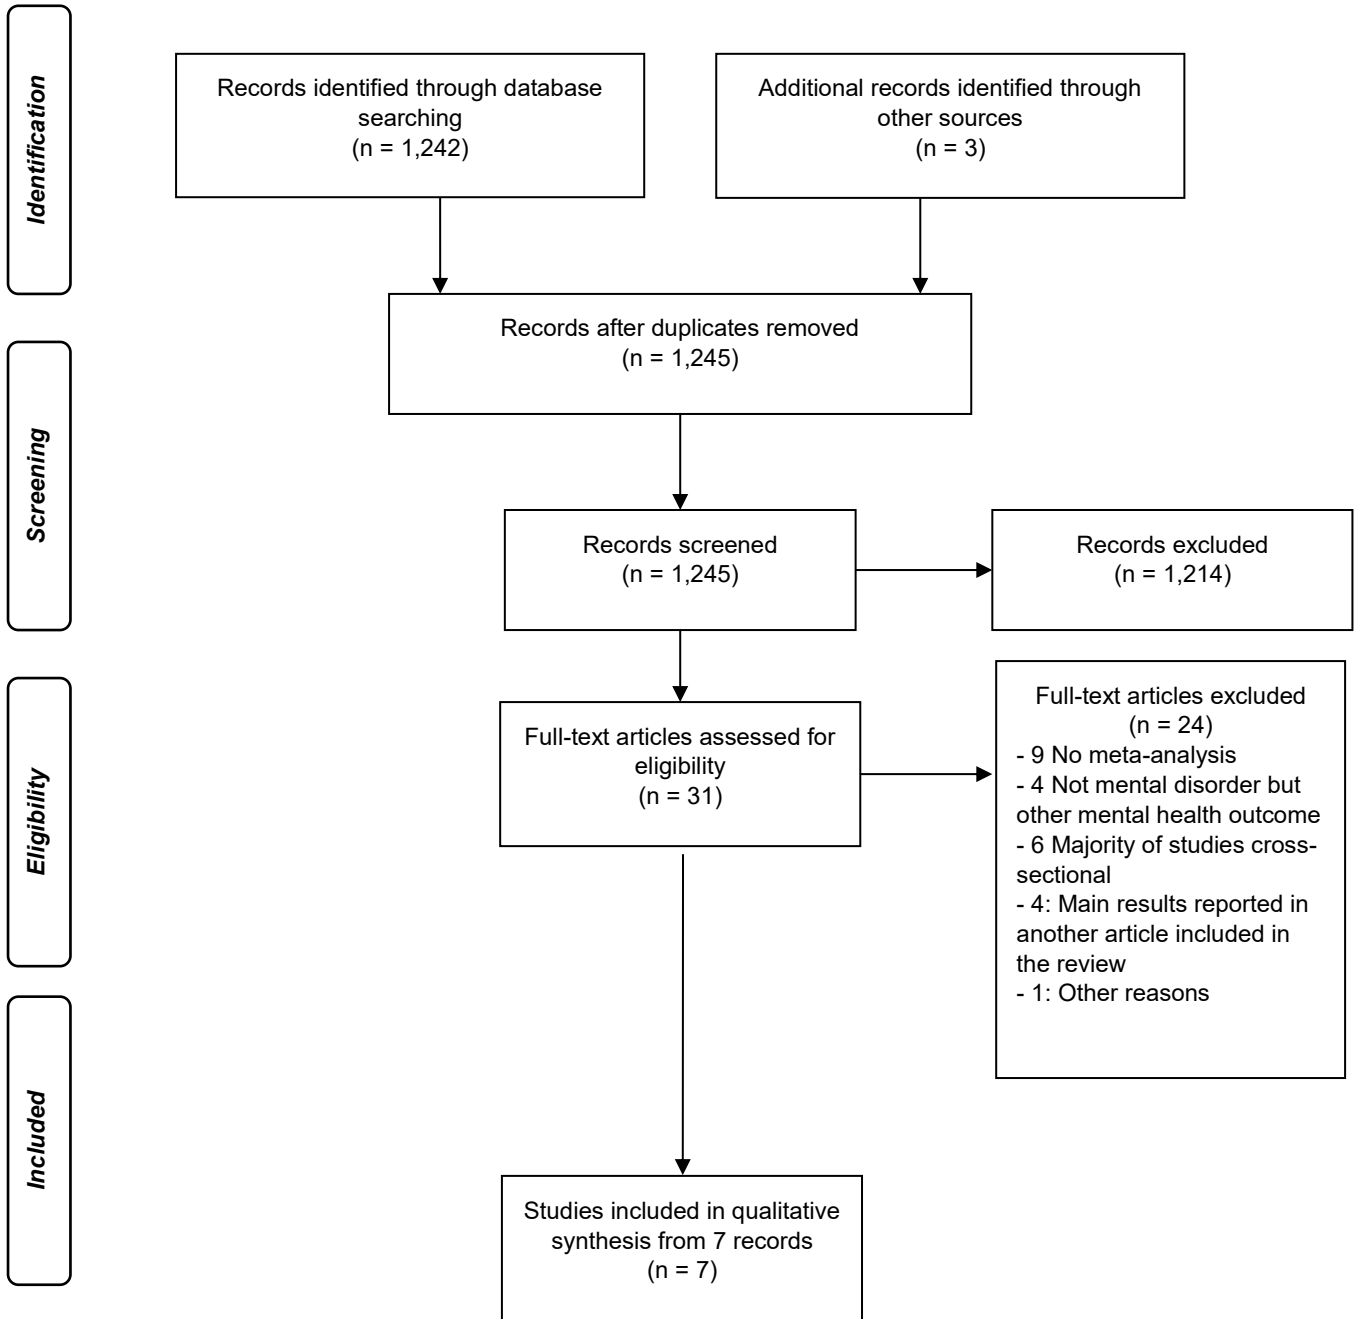 Identification
Records identified through database
searching
(n = 1,242)
Additional records identified through
other sources
(n = 3)
Records after duplicates removed
(n = 1,245)
Screening
Records screened
(n = 1,245)
Records excluded
(n = 1,214)
Eligibility
Full-text articles assessed for
eligibility
(n = 31)
Full-text articles excluded
(n = 24)
- 9 No meta-analysis
- 4 Not mental disorder but
other mental health outcome
- 6 Majority of studies cross-
sectional
- 4: Main results reported in
another article included in
the review
- 1: Other reasons
Included
Studies included in qualitative
synthesis from 7 records
(n = 7)